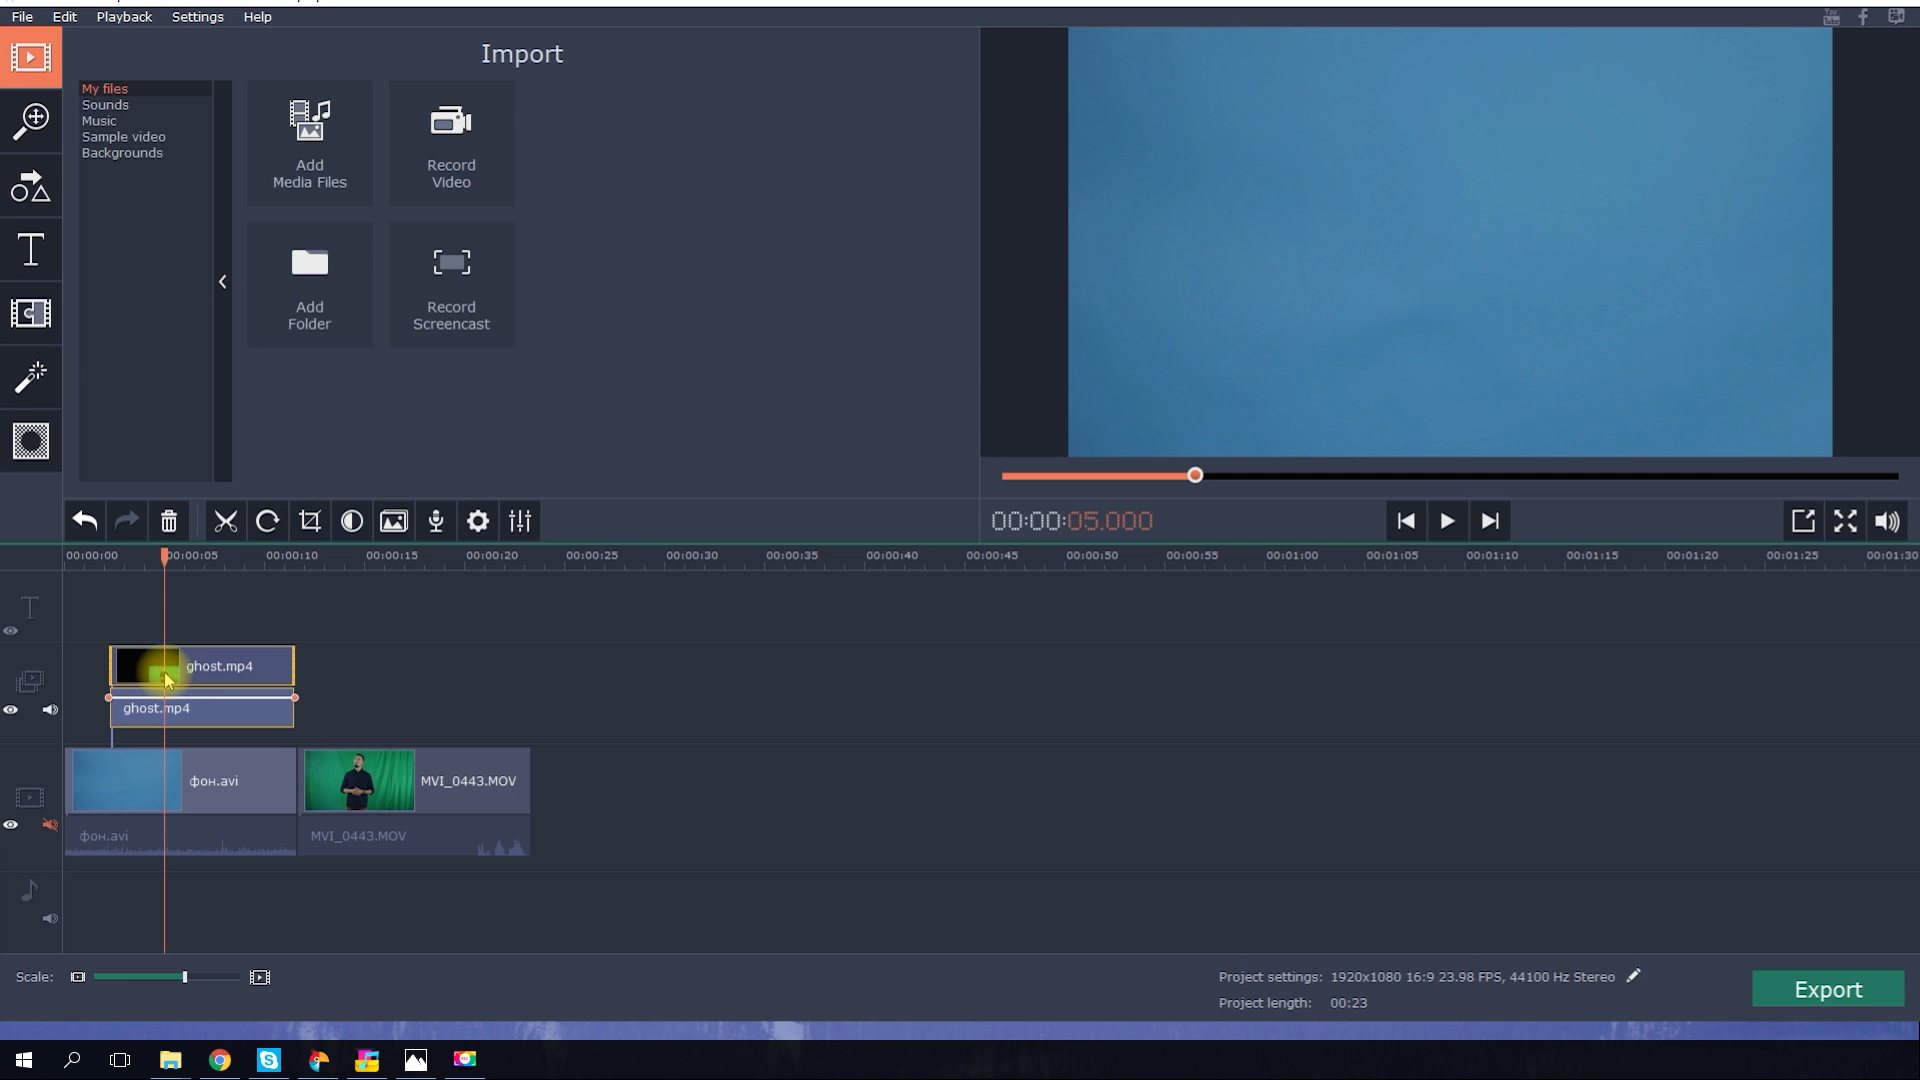 File Edit Playback Settings Help
You Tube
Import
My files
Sounds
Music
Sample video
Backgrounds
Add
Media Files
Record
Video
Add
Folder
Record
Screencast
00:00:05.000
00:00:00 00:00:05 00:00:10 00:00:15 00:00:20 00:00:25 00:00:30 00:00:35 00:00:40 00:00:45 00:00:50 00:00:55 00:01:00 00:01:05 00:01:10 00:01:15 00:01:20 00:01:25 00:01:30
ghost.mp4
ghost.mp4
фон.avi
MVI_0443.MOV
фон.avi
MVI_0443.MOV
Scale:
Project settings: 1920x1080 16:9 23.98 FPS, 44100 Hz Stereo
Project length: 00:23
Export